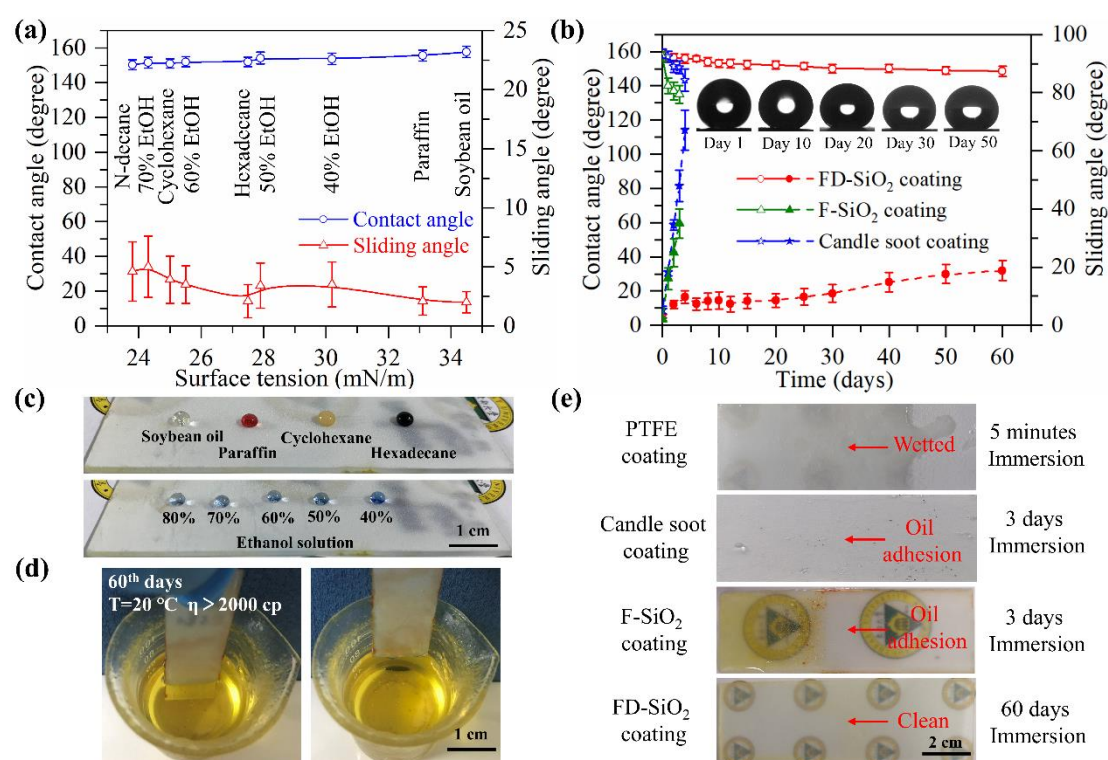 (a)
Contact angle (degree)
160
140
120
100
80
60
40
20
0
N-decane
70% EtOH
Cyclohexane
60% EtOH
Hexadecane
50% EtOH
40% EtOH
Paraffin
Soybean oil
Contact angle
Sliding angle
25
20
15
10
5
0
Sliding angle (degree)
24 26 28 30 32 34
Surface tension (mN/m)
(b)
Contact angle (degree)
160
140
120
100
80
60
40
20
0
Day 1 Day 10 Day 20 Day 30 Day 50
FD-SiO₂ coating
F-SiO₂ coating
Candle soot coating
100
80
60
40
20
0
Sliding angle (degree)
0 10 20 30 40 50 60
Time (days)
(c)
Soybean oil
Paraffin
Cyclohexane
Hexadecane
80% 70% 60% 50% 40%
Ethanol solution
1 cm
(d)
60th days
T=20 °C η > 2000 cp
1 cm
(e)
PTFE
coating
Wetted
5 minutes
Immersion
Candle soot
coating
Oil
adhesion
3 days
Immersion
F-SiO₂
coating
Oil
adhesion
3 days
Immersion
FD-SiO₂
coating
Clean
60 days
Immersion
2 cm